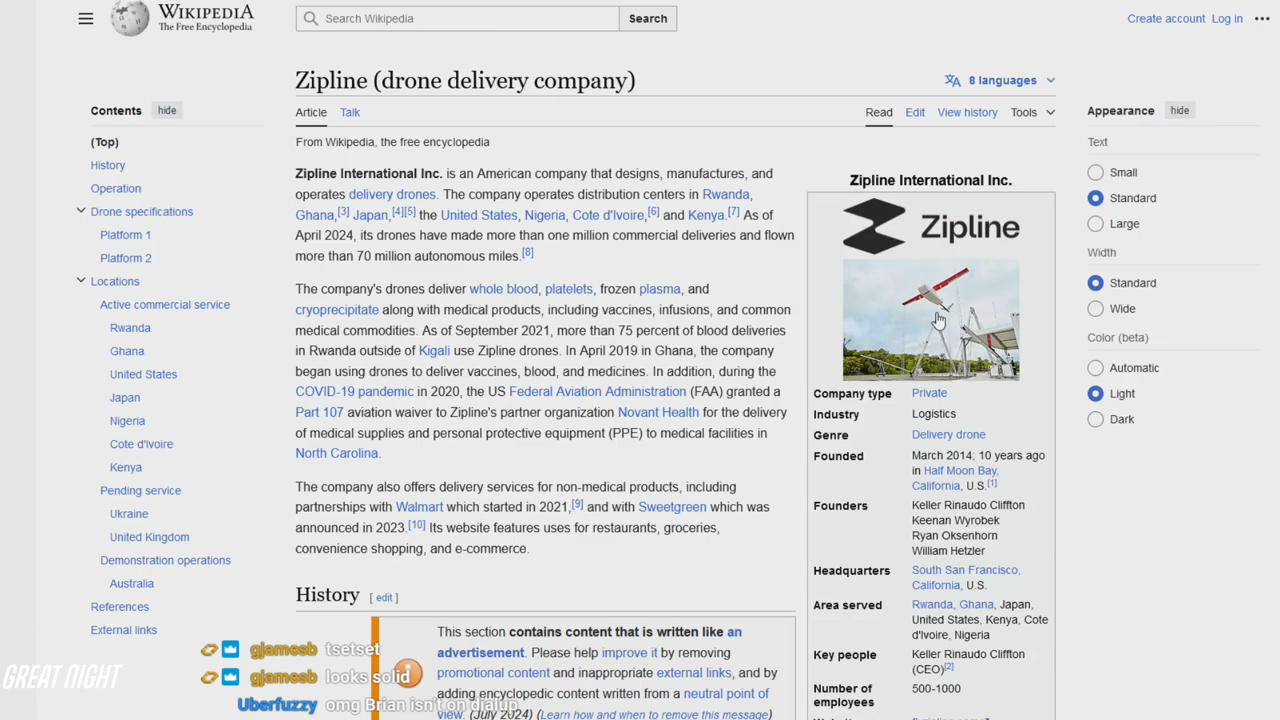 WIKIPEDIA
The Free Encyclopedia
Search Wikipedia
Search
Create account Log in
Contents hide
(Top)
History
Operation
Drone specifications
Platform 1
Platform 2
Locations
Active commercial service
Rwanda
Ghana
United States
Japan
Nigeria
Cote d'Ivoire
Kenya
Pending service
Ukraine
United Kingdom
Demonstration operations
Australia
References
External links
Zipline (drone delivery company)
8 languages
Article Talk
Read Edit View history Tools
From Wikipedia, the free encyclopedia
Zipline International Inc. is an American company that designs, manufactures, and
operates delivery drones. The company operates distribution centers in Rwanda,
Ghana,[3] Japan,[4][5] the United States, Nigeria, Cote d'Ivoire,[6] and Kenya.[7] As of
April 2024, its drones have made more than one million commercial deliveries and flown
more than 70 million autonomous miles.[8]
The company's drones deliver whole blood, platelets, frozen plasma, and
cryoprecipitate along with medical products, including vaccines, infusions, and common
medical commodities. As of September 2021, more than 75 percent of blood deliveries
in Rwanda outside of Kigali use Zipline drones. In April 2019 in Ghana, the company
began using drones to deliver vaccines, blood, and medicines. In addition, during the
COVID-19 pandemic in 2020, the US Federal Aviation Administration (FAA) granted a
Part 107 aviation waiver to Zipline's partner organization Novant Health for the delivery
of medical supplies and personal protective equipment (PPE) to medical facilities in
North Carolina.
The company also offers delivery services for non-medical products, including
partnerships with Walmart which started in 2021,[9] and with Sweetgreen which was
announced in 2023.[10] Its website features uses for restaurants, groceries,
convenience shopping, and e-commerce.
History [ edit ]
This section contains content that is written like an
advertisement. Please help improve it by removing
promotional content and inappropriate external links, and by
adding encyclopedic content written from a neutral point of
view. (July 2024) (Learn how and when to remove this message)
Zipline International Inc.
Zipline
Company type Private
Industry Logistics
Genre Delivery drone
Founded March 2014; 10 years ago
in Half Moon Bay,
California, U.S.[1]
Founders Keller Rinaudo Cliffton
Keenan Wyrobek
Ryan Oksenhorn
William Hetzler
Headquarters South San Francisco,
California, U.S.
Area served Rwanda, Ghana, Japan,
United States, Kenya, Cote
d'Ivoire, Nigeria
Key people Keller Rinaudo Cliffton
(CEO)[2]
Number of 500-1000
employees
Appearance hide
Text
Small
Standard
Large
Width
Standard
Wide
Color (beta)
Automatic
Light
Dark
gjamesb tsetset
gjamesb looks solid
Uberfuzzy omg Brian isn't on dialup
GREAT NIGHT